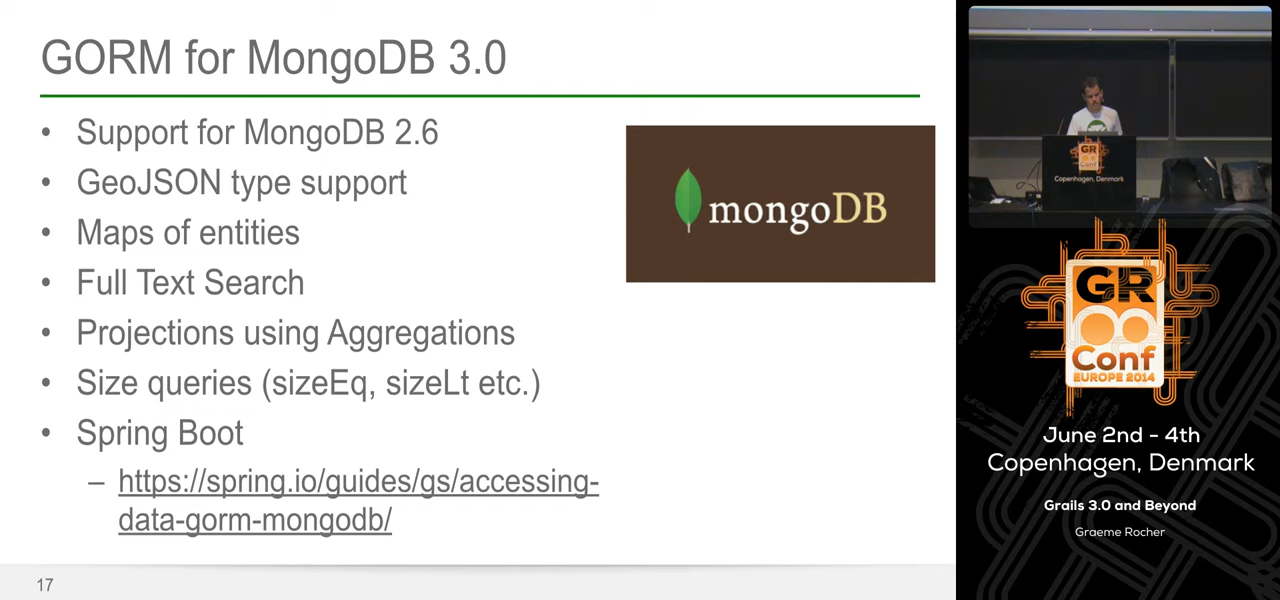 GORM for MongoDB 3.0
• Support for MongoDB 2.6
• GeoJSON type support
• Maps of entities
• Full Text Search
• Projections using Aggregations
• Size queries (sizeEq, sizeLt etc.)
• Spring Boot
– https://spring.io/guides/gs/accessing-
data-gorm-mongodb/
mongoDB
17
GR
Copenhagen, Denmark
GR
Conf
EUROPE 2014
June 2nd - 4th
Copenhagen, Denmark
Grails 3.0 and Beyond
Graeme Rocher